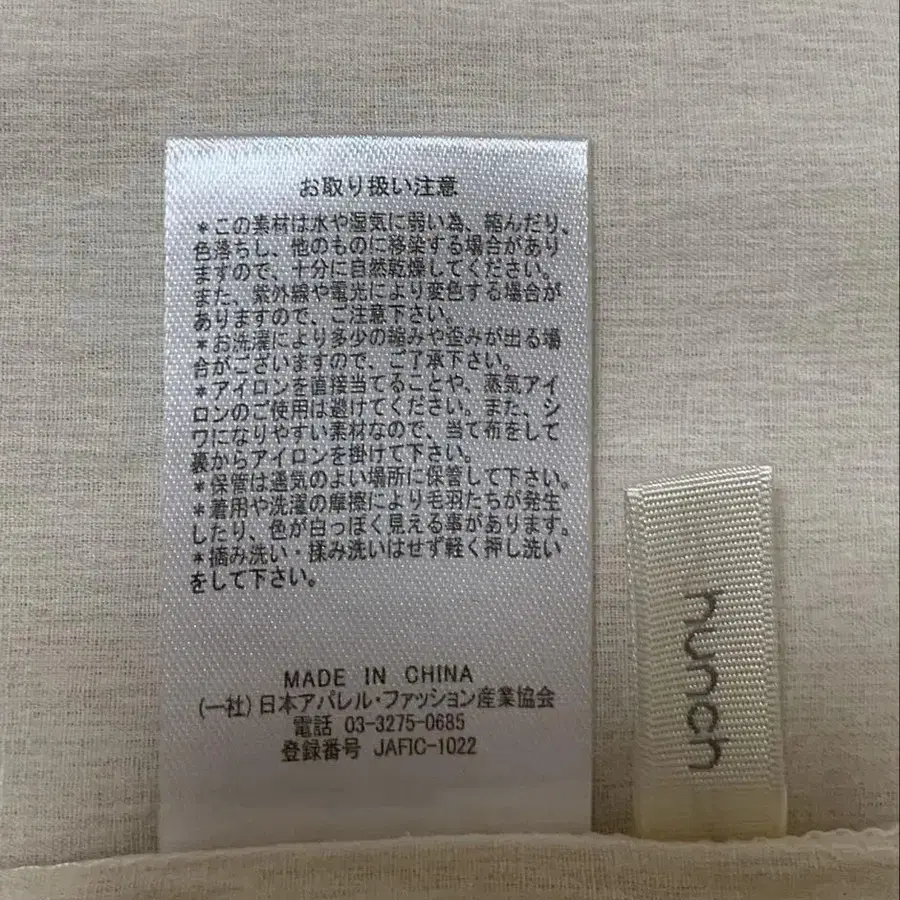 お取り扱い注意
*この素材は水や湿気に弱い為、縮んだり、
色落ちし、他のものに移染する場合があり
ますので、十分に自然乾燥してください。
また、紫外線や電光により変色する場合が
ありますので、ご注意下さい。
*お洗濯により多少の縮みや歪みが出る場
合がございますので、ご了承下さい。
*アイロンを直接当てることや、蒸気アイ
ロンのご使用は避けてください。また、シ
ワになりやすい素材なので、当て布をして
裏からアイロンを掛けて下さい。
*保管は通気のよい場所に保管して下さい。
*着用や洗濯の摩擦により毛羽たちが発生
したり、色が白っぽく見える事があります。
*摘み洗い・揉み洗いはせず軽く押し洗い
をして下さい。
MADE IN CHINA
(一社)日本アパレル・ファッション産業協会
電話 03-3275-0685
登録番号 JAFIC-1022
nunch